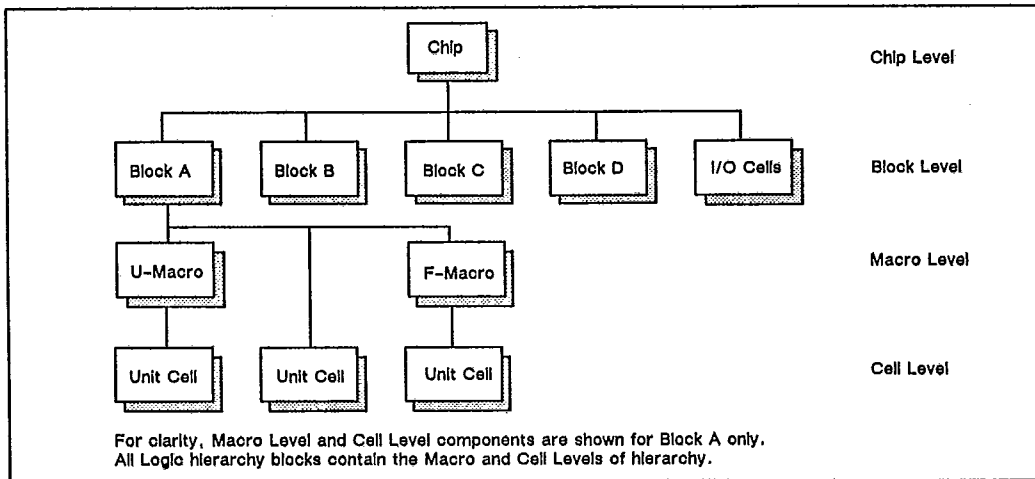 Chip
Chip Level
Block A
Block B
Block C
Block D
I/O Cells
Block Level
U-Macro
F-Macro
Macro Level
Unit Cell
Unit Cell
Unit Cell
Cell Level
For clarity, Macro Level and Cell Level components are shown for Block A only.
All Logic hierarchy blocks contain the Macro and Cell Levels of hierarchy.